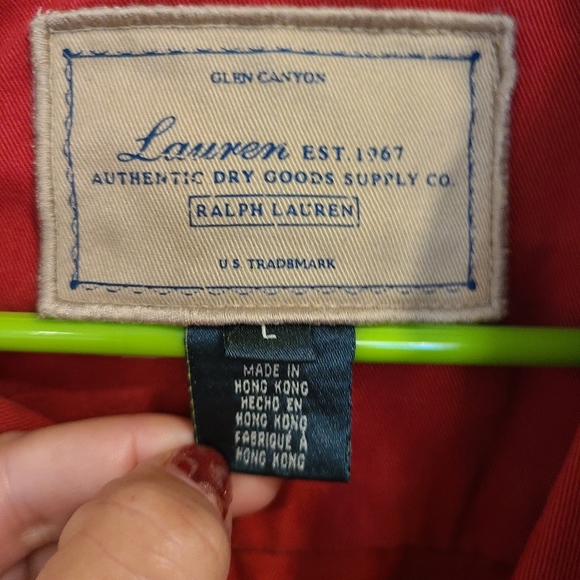 GLEN CANYON
Lauren EST. 1967
AUTHENTIC DRY GOODS SUPPLY CO.
RALPH LAUREN
U.S. TRADEMARK
L
MADE IN
HONG KONG
HECHO EN
HONG KONG
FABRIQUÉ À
HONG KONG